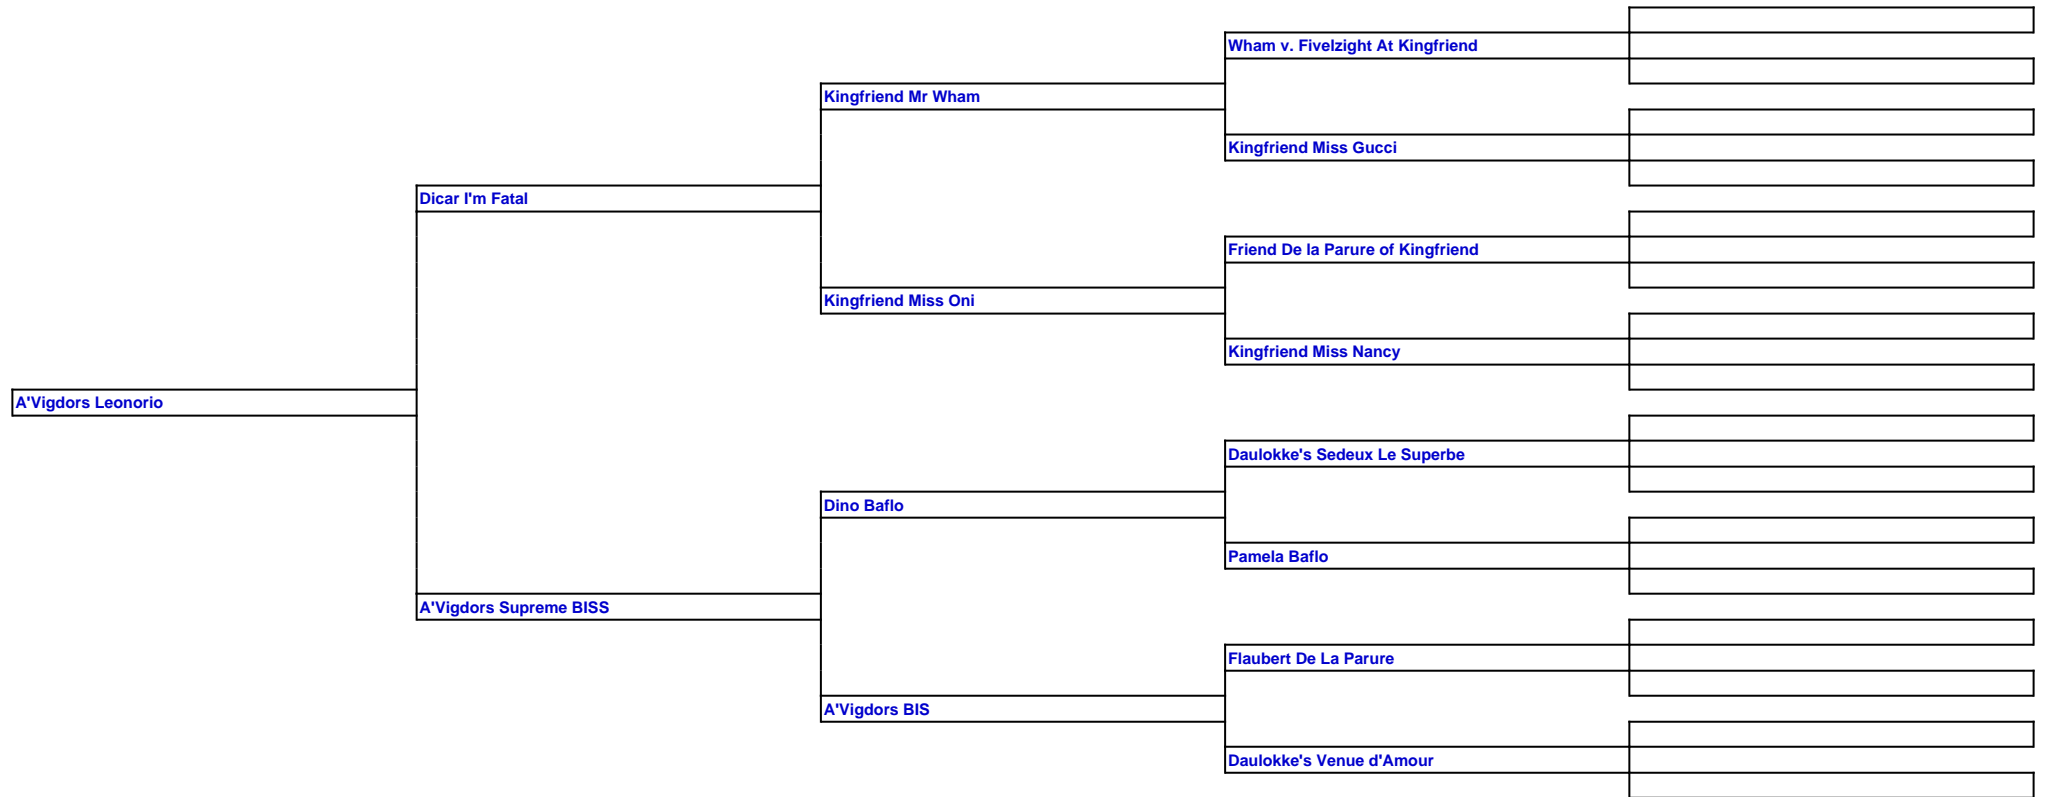 Wham v. Fivelzight At Kingfriend
Kingfriend Mr Wham
Kingfriend Miss Gucci
Dicar I'm Fatal
Friend De la Parure of Kingfriend
Kingfriend Miss Oni
Kingfriend Miss Nancy
A'Vigdors Leonorio
Daulokke's Sedeux Le Superbe
Dino Baflo
Pamela Baflo
A'Vigdors Supreme BISS
Flaubert De La Parure
A'Vigdors BIS
Daulokke's Venue d'Amour